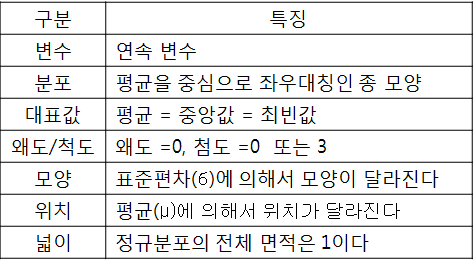 구분 특징
변수 연속 변수
분포 평균을 중심으로 좌우대칭인 종 모양
대표값 평균 = 중앙값 = 최빈값
왜도/척도 왜도 =0, 첨도 =0 또는 3
모양 표준편차(б)에 의해서 모양이 달라진다
위치 평균(μ)에 의해서 위치가 달라진다
넓이 정규분포의 전체 면적은 1이다